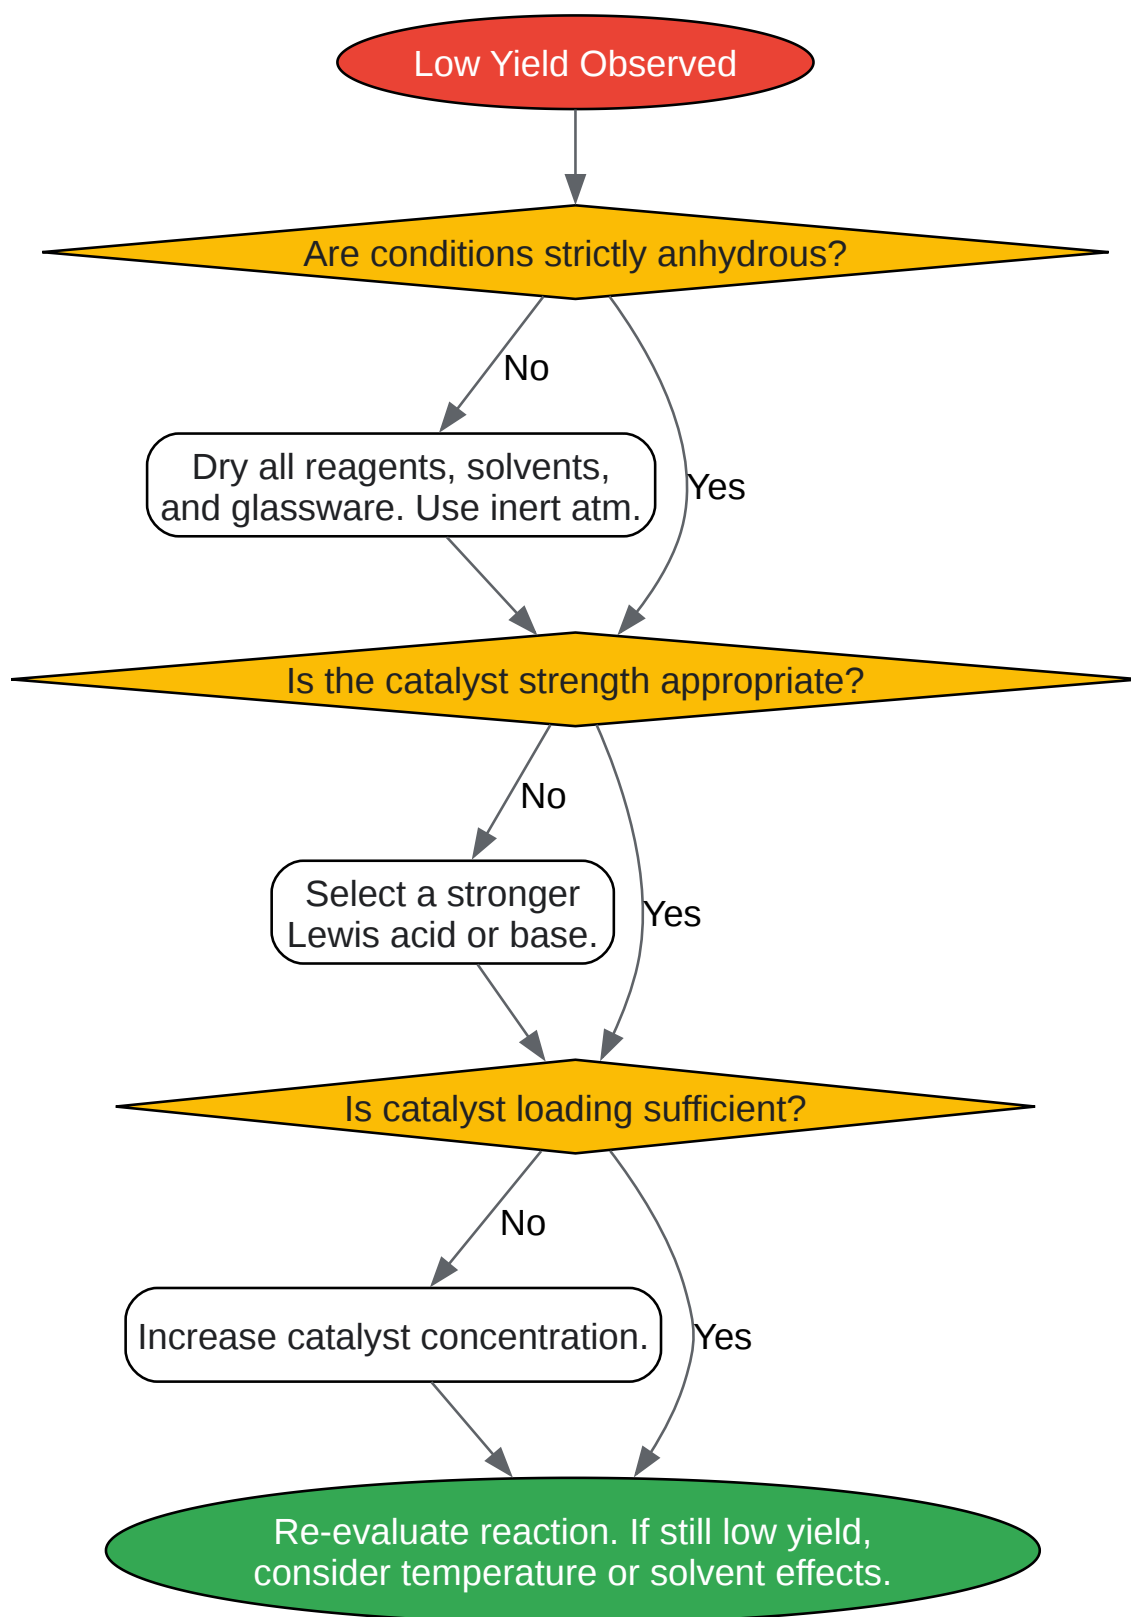 Low Yield Observed
Are conditions strictly anhydrous?
No
Dry all reagents, solvents,
and glassware. Use inert atm.
Yes
Is the catalyst strength appropriate?
No
Select a stronger
Lewis acid or base.
Yes
Is catalyst loading sufficient?
No
Increase catalyst concentration.
Yes
Re-evaluate reaction. If still low yield,
consider temperature or solvent effects.